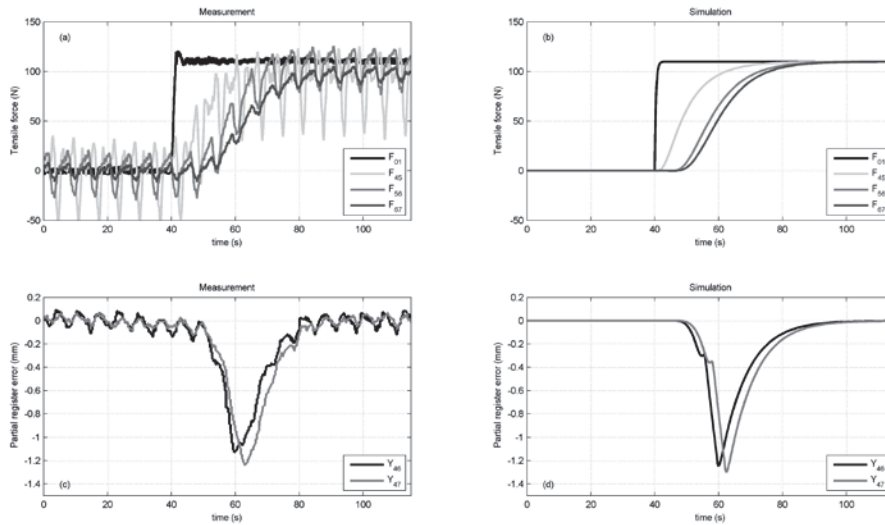 Measurement
150
100
50
0
-50
Tensile force (N)
(a)
F01
F45
F56
F67
0 20 40 60 80 100
time (s)
Simulation
150
100
50
0
-50
Tensile force (N)
(b)
F01
F45
F56
F67
0 20 40 60 80 100
time (s)
Measurement
0.2
0
-0.2
-0.4
-0.6
-0.8
-1
-1.2
-1.4
Partial register error (mm)
(c)
Y46
Y47
0 20 40 60 80 100
time (s)
Simulation
0.2
0
-0.2
-0.4
-0.6
-0.8
-1
-1.2
-1.4
Partial register error (mm)
(d)
Y46
Y47
0 20 40 60 80 100
time (s)